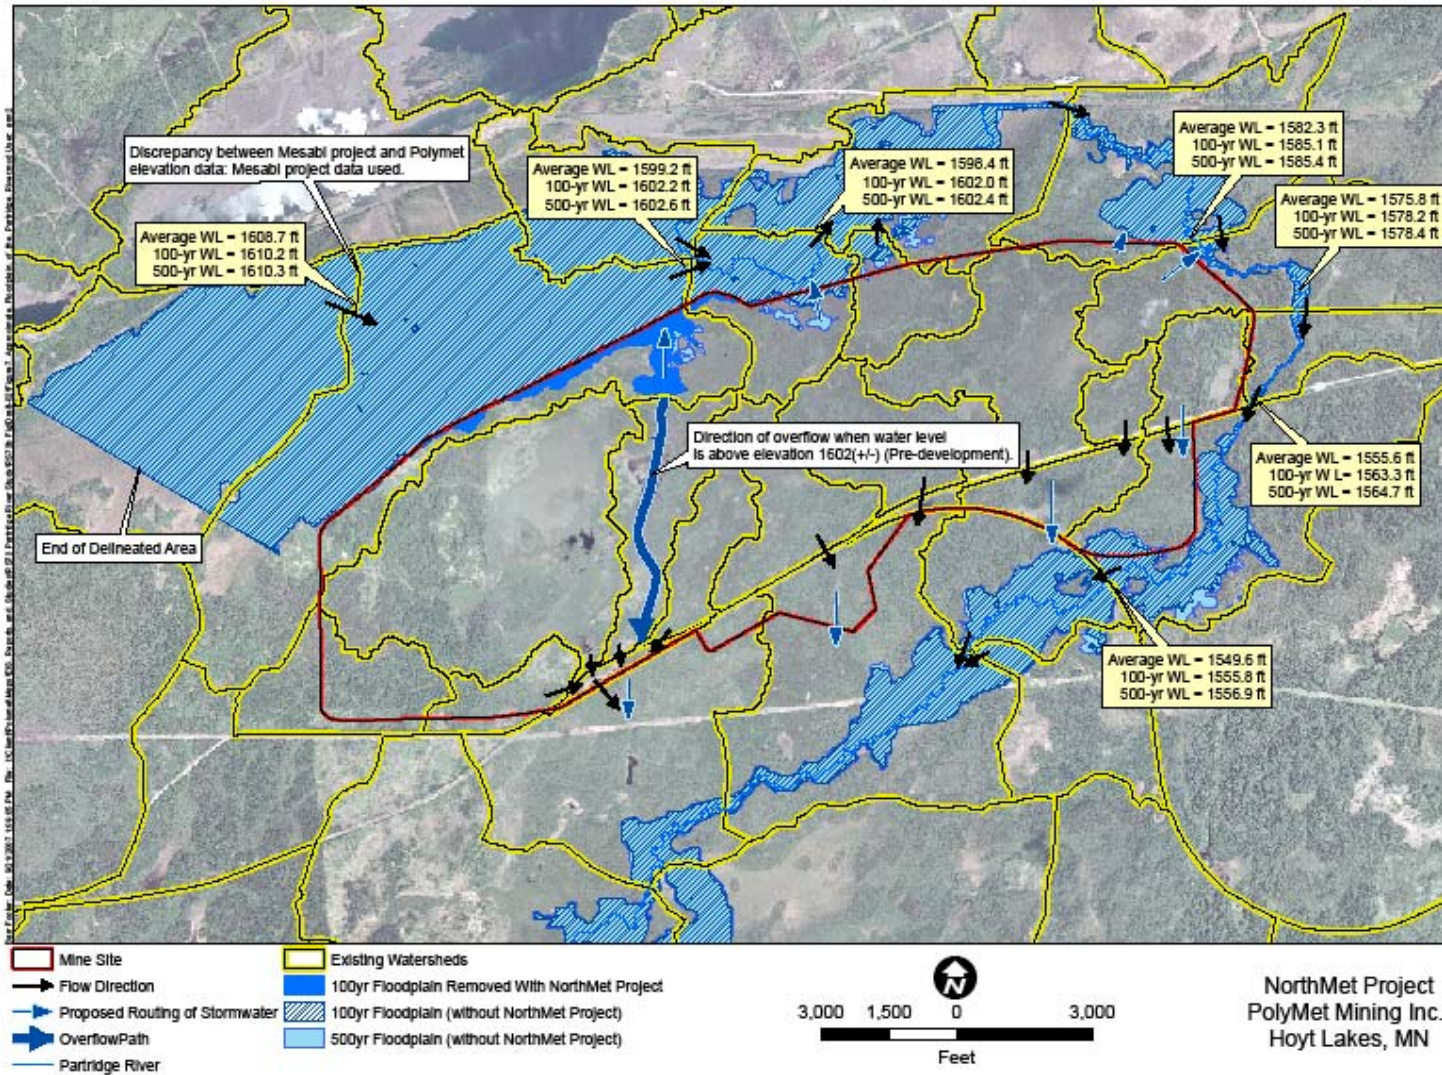 Discrepancy between Mesabi project and Polymet
elevation data: Mesabi project data used.
Average WL = 1608.7 ft
100-yr WL = 1610.2 ft
500-yr WL = 1610.3 ft
Average WL = 1599.2 ft
100-yr WL = 1602.2 ft
500-yr WL = 1602.6 ft
Average WL = 1598.4 ft
100-yr WL = 1602.0 ft
500-yr WL = 1602.4 ft
Average WL = 1582.3 ft
100-yr WL = 1585.1 ft
500-yr WL = 1585.4 ft
Average WL = 1575.8 ft
100-yr WL = 1578.2 ft
500-yr WL = 1578.4 ft
Direction of overflow when water level
is above elevation 1602(+/-) (Pre-development).
Average WL = 1555.6 ft
100-yr W L= 1563.3 ft
500-yr WL = 1564.7 ft
End of Delineated Area
Average WL = 1549.6 ft
100-yr WL = 1555.8 ft
500-yr WL = 1556.9 ft
Mine Site
Flow Direction
Proposed Routing of Stormwater
OverflowPath
Partridge River
Existing Watersheds
100yr Floodplain Removed With NorthMet Project
100yr Floodplain (without NorthMet Project)
500yr Floodplain (without NorthMet Project)
N
3,000 1,500 0 3,000
Feet
NorthMet Project
PolyMet Mining Inc.
Hoyt Lakes, MN